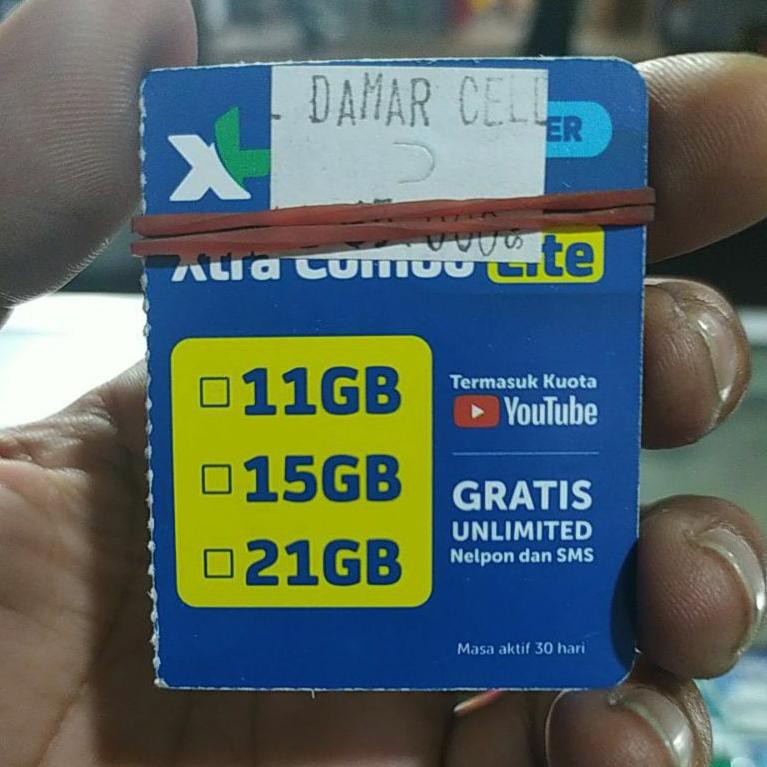 DAMAR CELL
XL
ER
Xtra Combo Lite
11GB
15GB
21GB
Termasuk Kuota
YouTube
GRATIS
UNLIMITED
Nelpon dan SMS
Masa aktif 30 hari